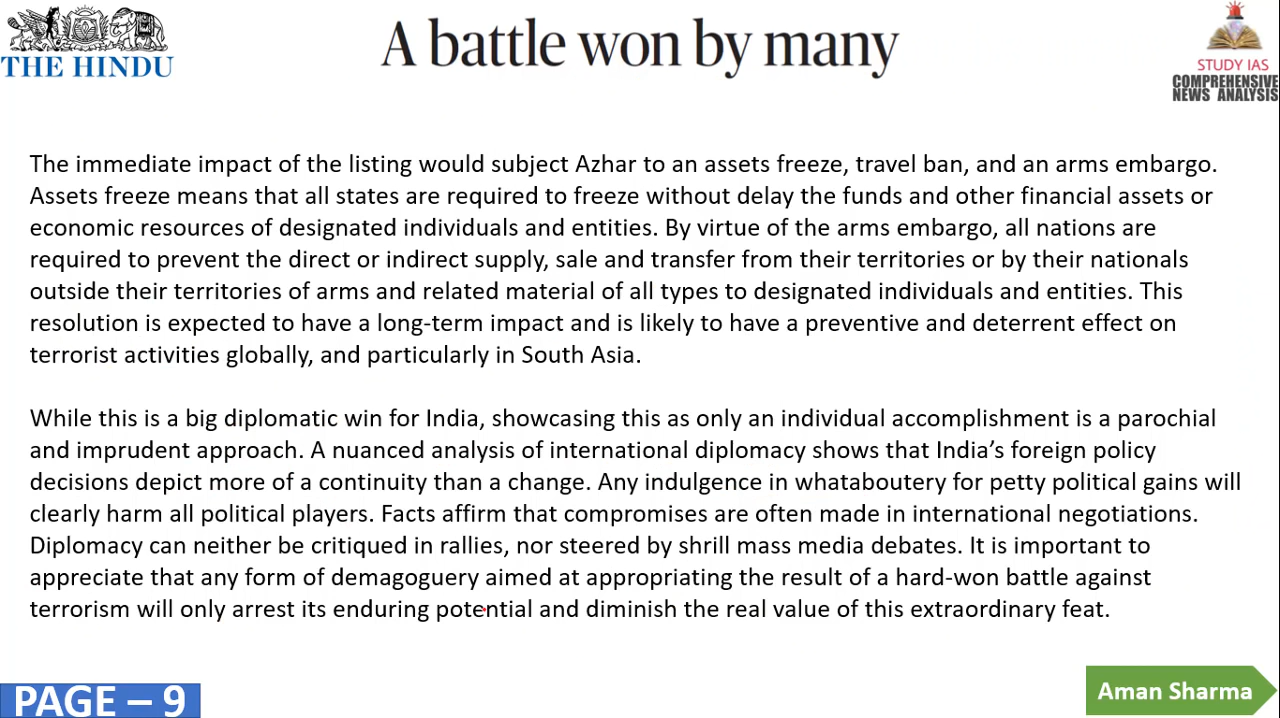 THE HINDU
A battle won by many
STUDY IAS
COMPREHENSIVE
NEWS ANALYSIS
The immediate impact of the listing would subject Azhar to an assets freeze, travel ban, and an arms embargo.
Assets freeze means that all states are required to freeze without delay the funds and other financial assets or
economic resources of designated individuals and entities. By virtue of the arms embargo, all nations are
required to prevent the direct or indirect supply, sale and transfer from their territories or by their nationals
outside their territories of arms and related material of all types to designated individuals and entities. This
resolution is expected to have a long-term impact and is likely to have a preventive and deterrent effect on
terrorist activities globally, and particularly in South Asia.
While this is a big diplomatic win for India, showcasing this as only an individual accomplishment is a parochial
and imprudent approach. A nuanced analysis of international diplomacy shows that India’s foreign policy
decisions depict more of a continuity than a change. Any indulgence in whataboutery for petty political gains will
clearly harm all political players. Facts affirm that compromises are often made in international negotiations.
Diplomacy can neither be critiqued in rallies, nor steered by shrill mass media debates. It is important to
appreciate that any form of demagoguery aimed at appropriating the result of a hard-won battle against
terrorism will only arrest its enduring potential and diminish the real value of this extraordinary feat.
PAGE – 9
Aman Sharma